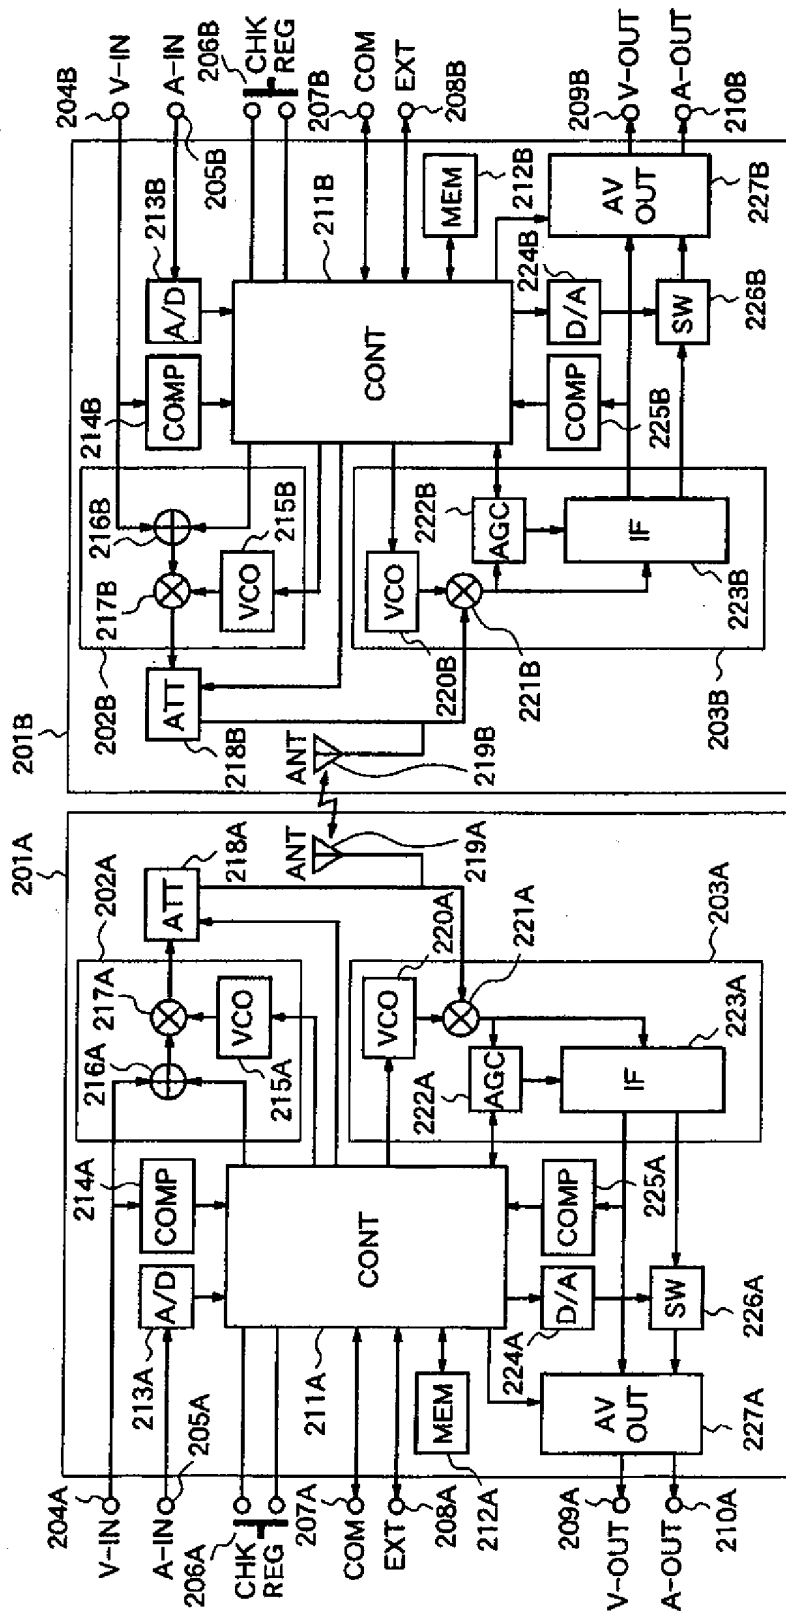 201A
204A
V-IN
A-IN
205A
206A
CHK
REG
207A
COM
EXT
208A
209A
V-OUT
A-OUT
210A
213A
A/D
214A
COMP
211A
CONT
MEM
212A
202A
216A
217A
VCO
215A
ATT
218A
ANT
219A
220A
VCO
221A
222A
AGC
IF
223A
203A
COMP
225A
224A
D/A
SW
226A
AV
OUT
227A
201B
202B
ATT
218B
217B
216B
VCO
215B
ANT
219B
214B
COMP
213B
A/D
211B
CONT
MEM
212B
VCO
220B
221B
222B
AGC
IF
223B
203B
COMP
225B
224B
D/A
SW
226B
AV
OUT
227B
204B
V-IN
A-IN
205B
206B
CHK
REG
207B
COM
EXT
208B
209B
V-OUT
A-OUT
210B